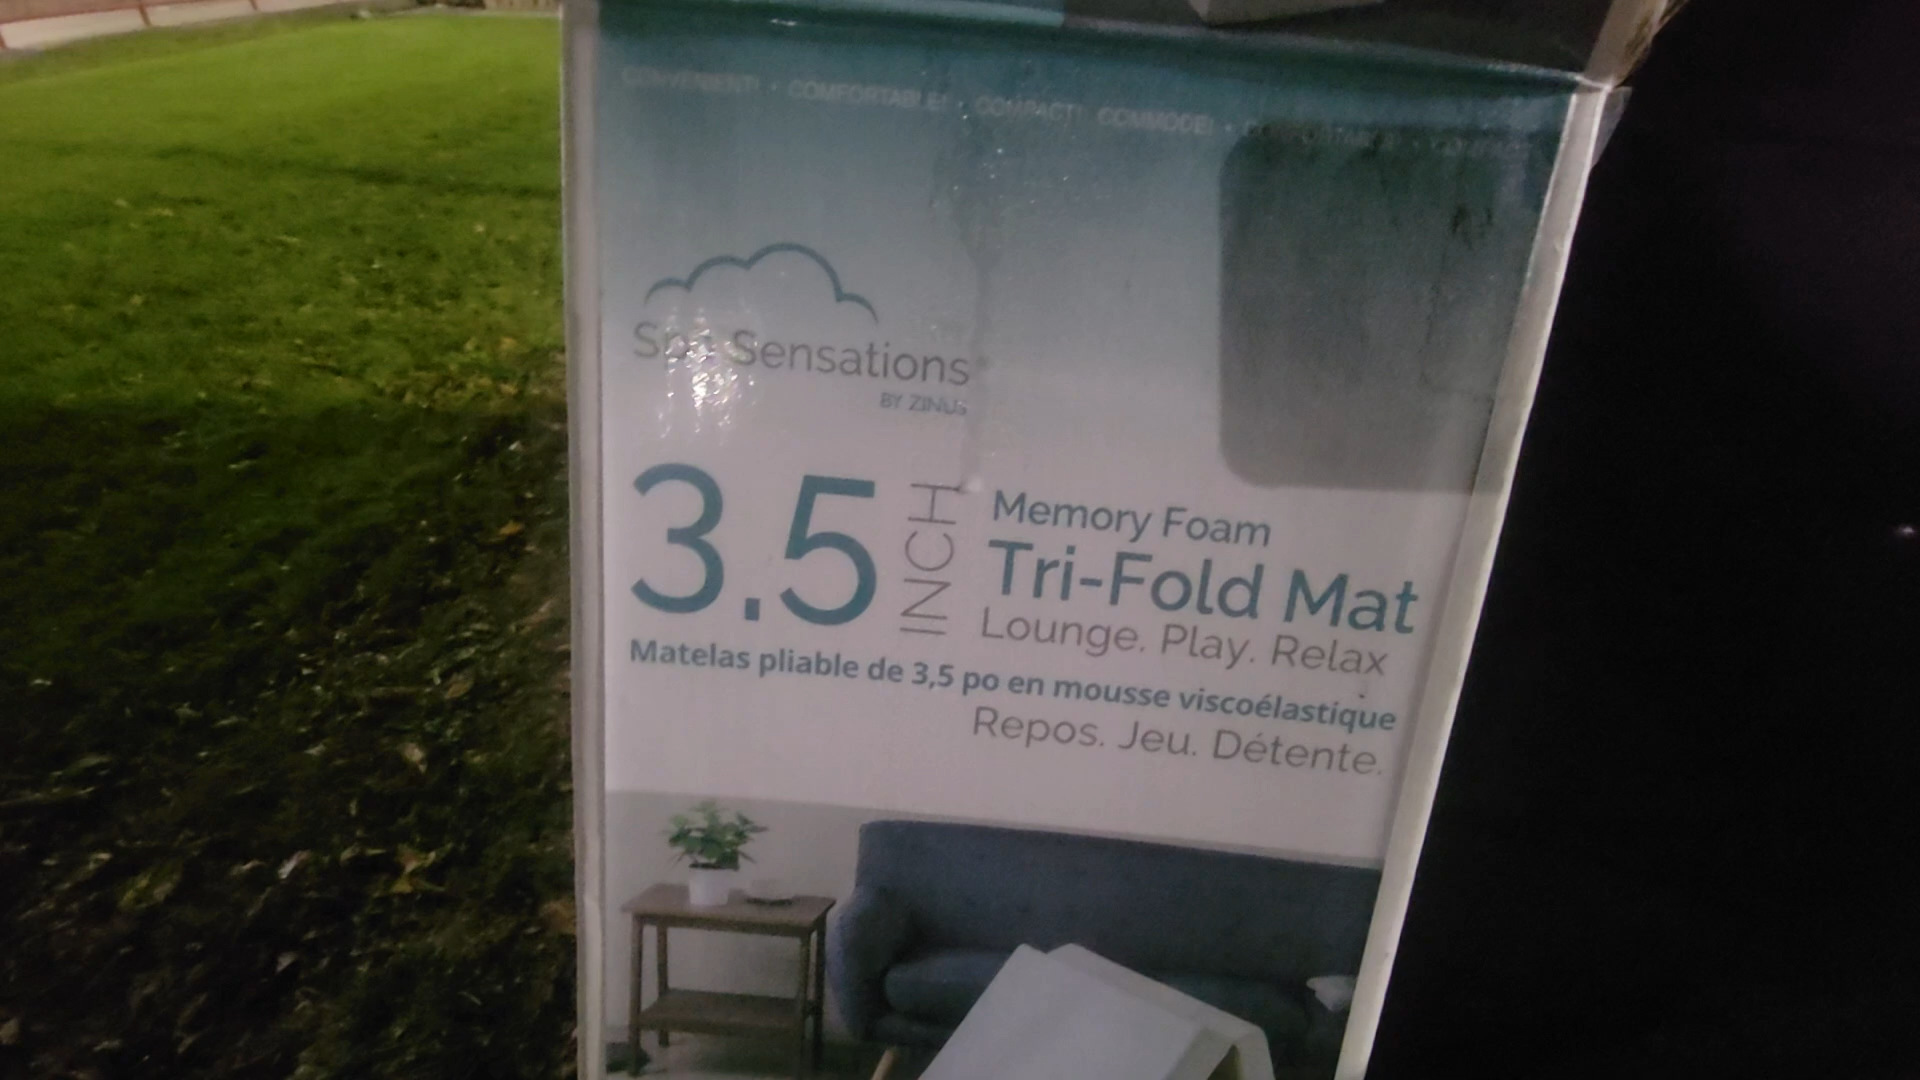 CONVENIENT! • COMFORTABLE! • COMPACT! COMMODE! •
Spa Sensations
BY ZINUS
3.5 INCH
Memory Foam
Tri-Fold Mat
Lounge. Play. Relax
Matelas pliable de 3,5 po en mousse viscoélastique
Repos. Jeu. Détente.